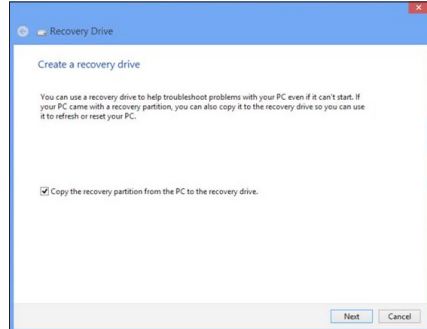 Recovery Drive
Create a recovery drive
You can use a recovery drive to help troubleshoot problems with your PC even if it can't start. If
your PC came with a recovery partition, you can also copy it to the recovery drive so you can use
it to refresh or reset your PC.
Copy the recovery partition from the PC to the recovery drive.
Next Cancel